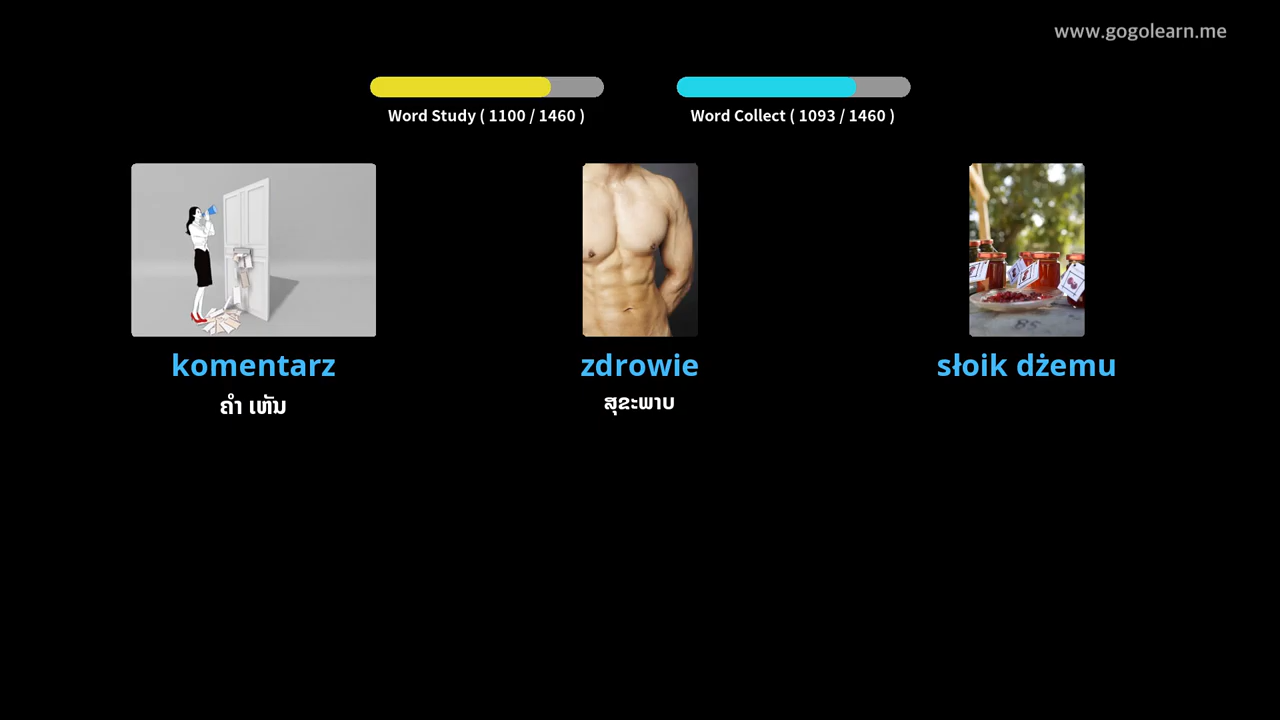 www.gogolearn.me
Word Study ( 1100 / 1460 )
Word Collect ( 1093 / 1460 )
komentarz
zdrowie
słoik dżemu
ຄຳ ເຫັນ
ສຸຂະພາບ